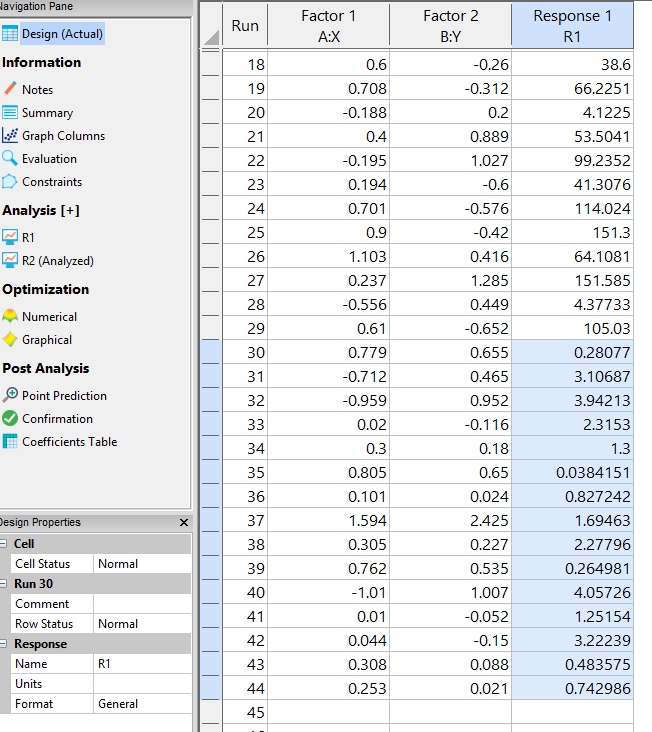 Navigation Pane
Design (Actual)
Information
Notes
Summary
Graph Columns
Evaluation
Constraints
Analysis [+]
R1
R2 (Analyzed)
Optimization
Numerical
Graphical
Post Analysis
Point Prediction
Confirmation
Coefficients Table
Design Properties
Cell
Cell Status Normal
Run 30
Comment
Row Status Normal
Response
Name R1
Units
Format General
Run Factor 1 A:X Factor 2 B:Y Response 1 R1
18 0.6 -0.26 38.6
19 0.708 -0.312 66.2251
20 -0.188 0.2 4.1225
21 0.4 0.889 53.5041
22 -0.195 1.027 99.2352
23 0.194 -0.6 41.3076
24 0.701 -0.576 114.024
25 0.9 -0.42 151.3
26 1.103 0.416 64.1081
27 0.237 1.285 151.585
28 -0.556 0.449 4.37733
29 0.61 -0.652 105.03
30 0.779 0.655 0.28077
31 -0.712 0.465 3.10687
32 -0.959 0.952 3.94213
33 0.02 -0.116 2.3153
34 0.3 0.18 1.3
35 0.805 0.65 0.0384151
36 0.101 0.024 0.827242
37 1.594 2.425 1.69463
38 0.305 0.227 2.27796
39 0.762 0.535 0.264981
40 -1.01 1.007 4.05726
41 0.01 -0.052 1.25154
42 0.044 -0.15 3.22239
43 0.308 0.088 0.483575
44 0.253 0.021 0.742986
45